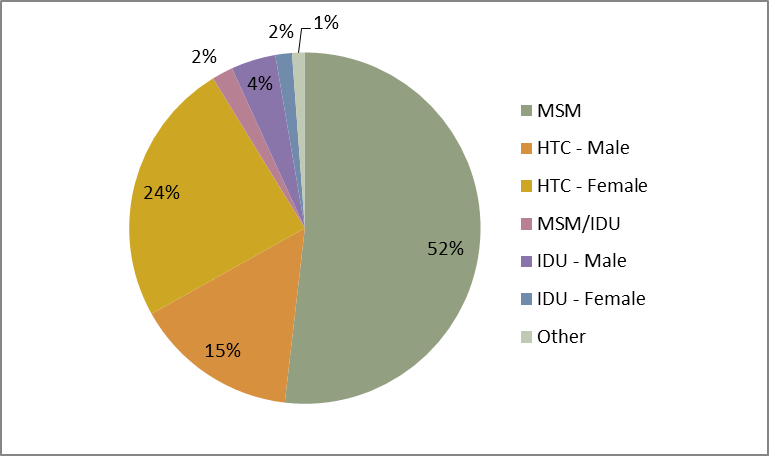 2%
1%
2%
4%
24%
52%
15%
MSM
HTC - Male
HTC - Female
MSM/IDU
IDU - Male
IDU - Female
Other